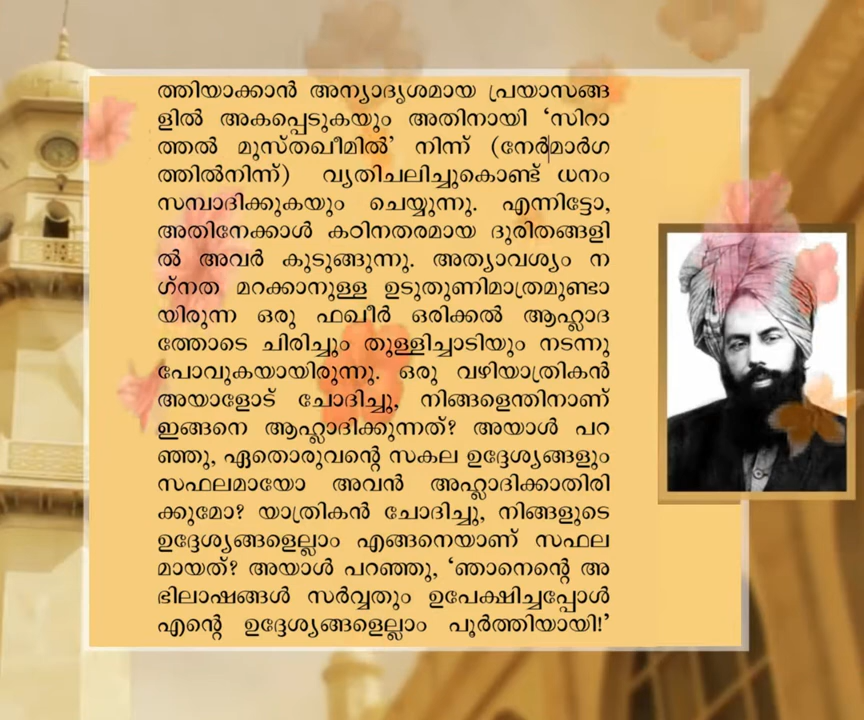 ത്തിയാക്കാൻ അന്യാദൃശമായ പ്രയാസങ്ങ
ളിൽ അകപ്പെടുകയും അതിനായി ‘സിറാ
ത്തൽ മുസ്തഖീമിൽ’ നിന്ന് (നേർമാർഗ
ത്തിൽനിന്ന്) വ്യതിചലിച്ചുകൊണ്ട് ധനം
സമ്പാദിക്കുകയും ചെയ്യുന്നു. എന്നിട്ടോ,
അതിനേക്കാൾ കഠിനതരമായ ദുരിതങ്ങളി
ൽ അവർ കുടുങ്ങുന്നു. അത്യാവശ്യം ന
ഗ്നത മറക്കാനുള്ള ഉടുതുണിമാത്രമുണ്ടാ
യിരുന്ന ഒരു ഫഖീർ ഒരിക്കൽ ആഹ്ലാദ
ത്തോടെ ചിരിച്ചും തുള്ളിച്ചാടിയും നടന്നു
പോവുകയായിരുന്നു. ഒരു വഴിയാത്രികൻ
അയാളോട് ചോദിച്ചു, നിങ്ങളെന്തിനാണ്
ഇങ്ങനെ ആഹ്ലാദിക്കുന്നത്? അയാൾ പറ
ഞ്ഞു, ഏതൊരുവന്റെ സകല ഉദ്ദേശ്യങ്ങളും
സഫലമായോ അവൻ അഹ്ലാദിക്കാതിരി
ക്കുമോ? യാത്രികൻ ചോദിച്ചു, നിങ്ങളുടെ
ഉദ്ദേശ്യങ്ങളെല്ലാം എങ്ങനെയാണ് സഫല
മായത്? അയാൾ പറഞ്ഞു, ‘ഞാനെന്റെ അ
ഭിലാഷങ്ങൾ സർവ്വതും ഉപേക്ഷിച്ചപ്പോൾ
എന്റെ ഉദ്ദേശ്യങ്ങളെല്ലാം പൂർത്തിയായി!’